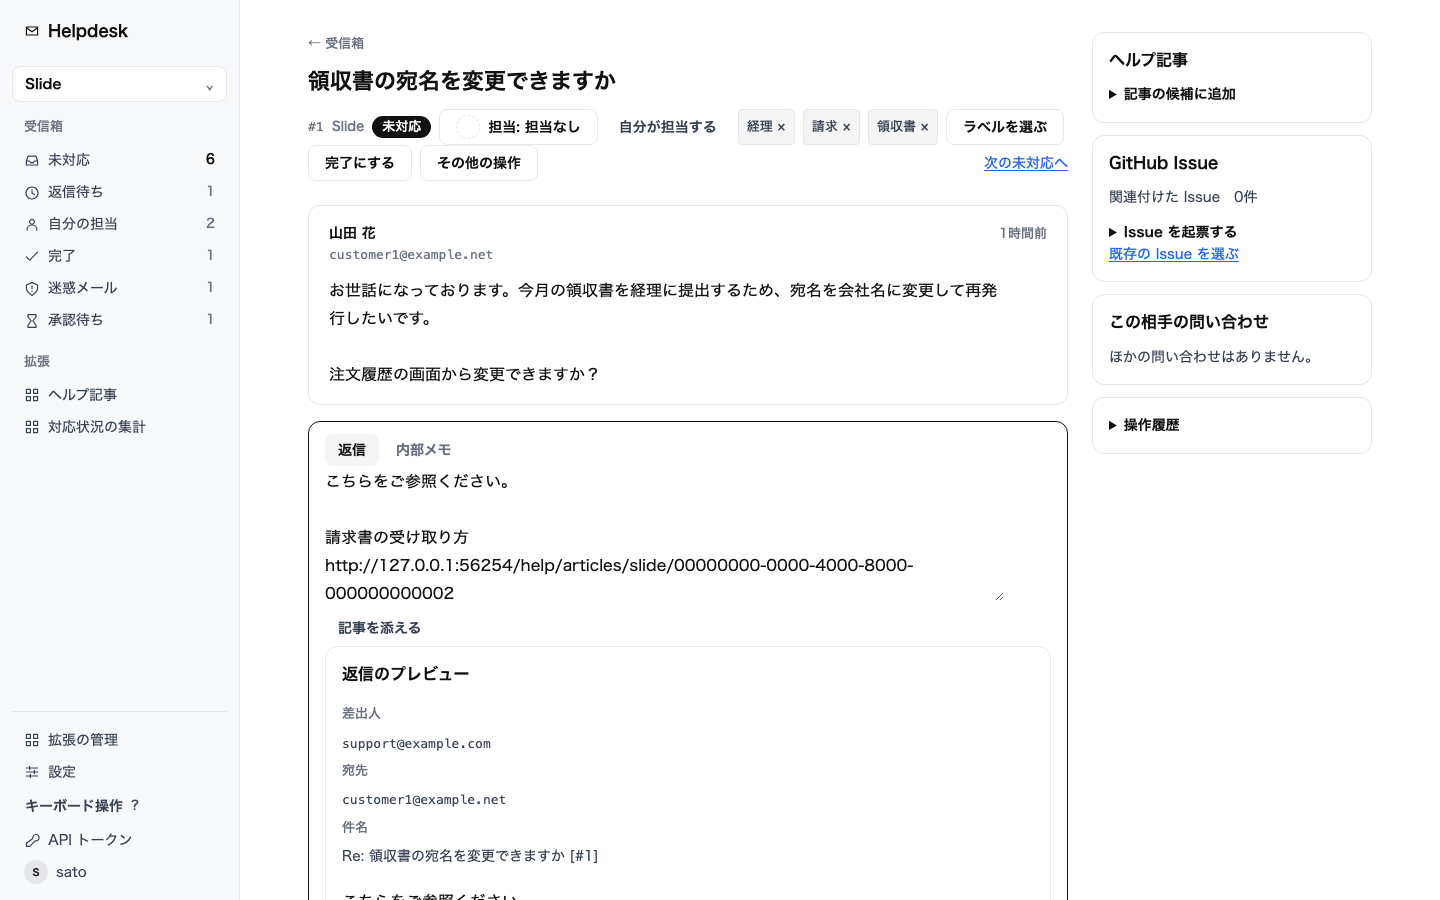 Helpdesk
Slide
受信箱
未対応 6
返信待ち 1
自分の担当 2
完了 1
迷惑メール 1
承認待ち 1
拡張
ヘルプ記事
対応状況の集計
拡張の管理
設定
キーボード操作 ?
API トークン
S sato
← 受信箱
領収書の宛名を変更できますか
#1 Slide 未対応 担当: 担当なし 自分が担当する 経理 × 請求 × 領収書 × ラベルを選ぶ
完了にする その他の操作 次の未対応へ
山田 花 1時間前
customer1@example.net
お世話になっております。今月の領収書を経理に提出するため、宛名を会社名に変更して再発
行したいです。
注文履歴の画面から変更できますか？
返信 内部メモ
こちらをご参照ください。
請求書の受け取り方
http://127.0.0.1:56254/help/articles/slide/00000000-0000-4000-8000-
000000000002
記事を添える
返信のプレビュー
差出人
support@example.com
宛先
customer1@example.net
件名
Re: 領収書の宛名を変更できますか [#1]
こちらをご参照ください
ヘルプ記事
▶ 記事の候補に追加
GitHub Issue
関連付けた Issue 0件
▶ Issue を起票する
既存の Issue を選ぶ
この相手の問い合わせ
ほかの問い合わせはありません。
▶ 操作履歴